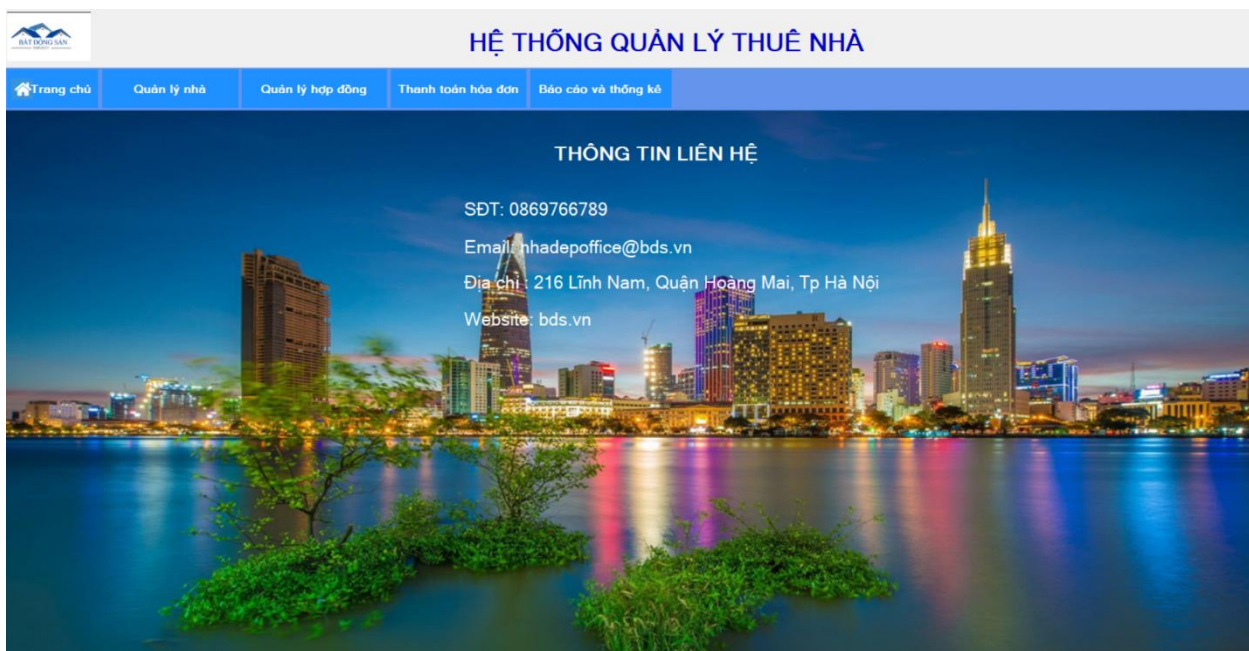 BẤT ĐỘNG SẢN
HỆ THỐNG QUẢN LÝ THUÊ NHÀ
Trang chủ
Quản lý nhà
Quản lý hợp đồng
Thanh toán hóa đơn
Báo cáo và thống kê
THÔNG TIN LIÊN HỆ
SĐT: 0869766789
Email: nhadepoffice@bds.vn
Địa chỉ : 216 Lĩnh Nam, Quận Hoàng Mai, Tp Hà Nội
Website: bds.vn